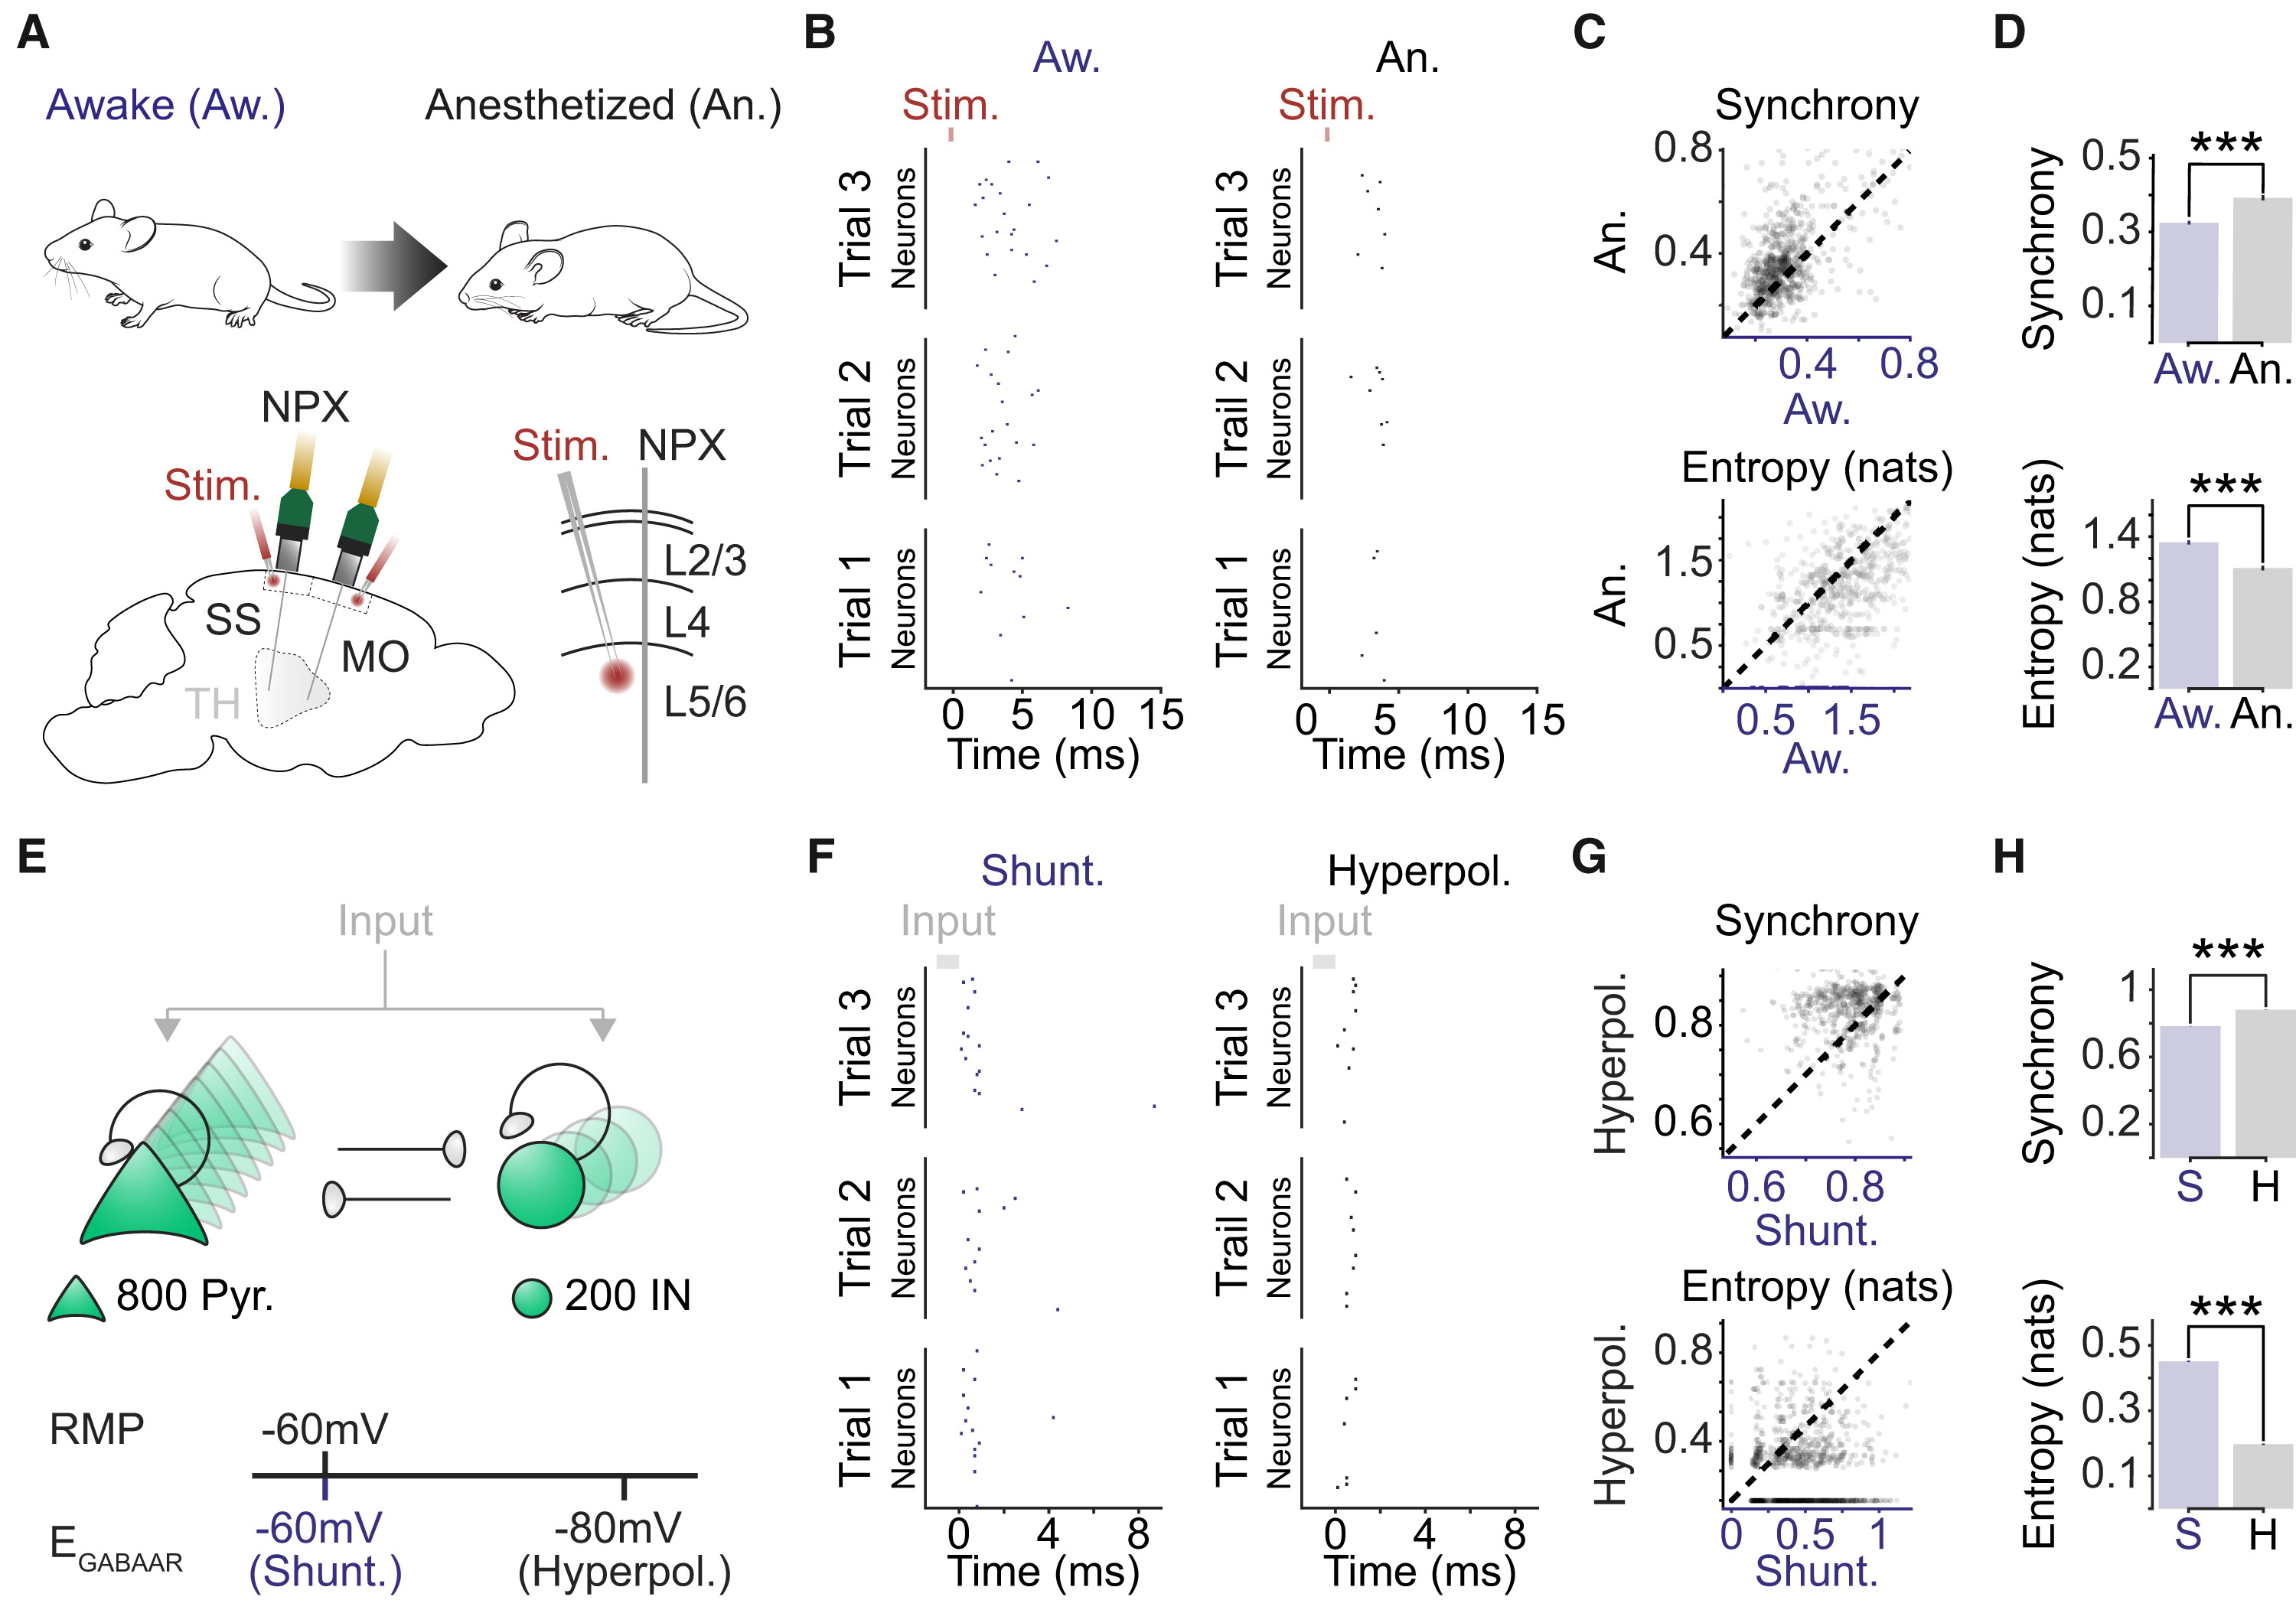 A
Awake (Aw.)
Anesthetized (An.)
NPX
Stim.
SS
MO
TH
Stim.
NPX
L2/3
L4
L5/6
B
Aw.
An.
Stim.
Stim.
Trial 3
Neurons
Trial 3
Neurons
Trial 2
Neurons
Trail 2
Neurons
Trial 1
Neurons
Trial 1
Neurons
0 5 10 15
Time (ms)
0 5 10 15
Time (ms)
C
Synchrony
0.8
0.4
An.
0.4 0.8
Aw.
Entropy (nats)
1.5
0.5
An.
0.5 1.5
Aw.
D
***
Synchrony
0.5
0.3
0.1
Aw. An.
***
Entropy (nats)
1.4
0.8
0.2
Aw. An.
E
Input
800 Pyr.
200 IN
RMP
-60mV
EGABAAR
-60mV
(Shunt.)
-80mV
(Hyperpol.)
F
Shunt.
Hyperpol.
Input
Input
Trial 3
Neurons
Trial 3
Neurons
Trial 2
Neurons
Trail 2
Neurons
Trial 1
Neurons
Trial 1
Neurons
0 4 8
Time (ms)
0 4 8
Time (ms)
G
Synchrony
Hyperpol.
0.8
0.6
0.6 0.8
Shunt.
Entropy (nats)
Hyperpol.
0.8
0.4
0 0.5 1
Shunt.
H
***
Synchrony
1
0.6
0.2
S H
***
Entropy (nats)
0.5
0.3
0.1
S H